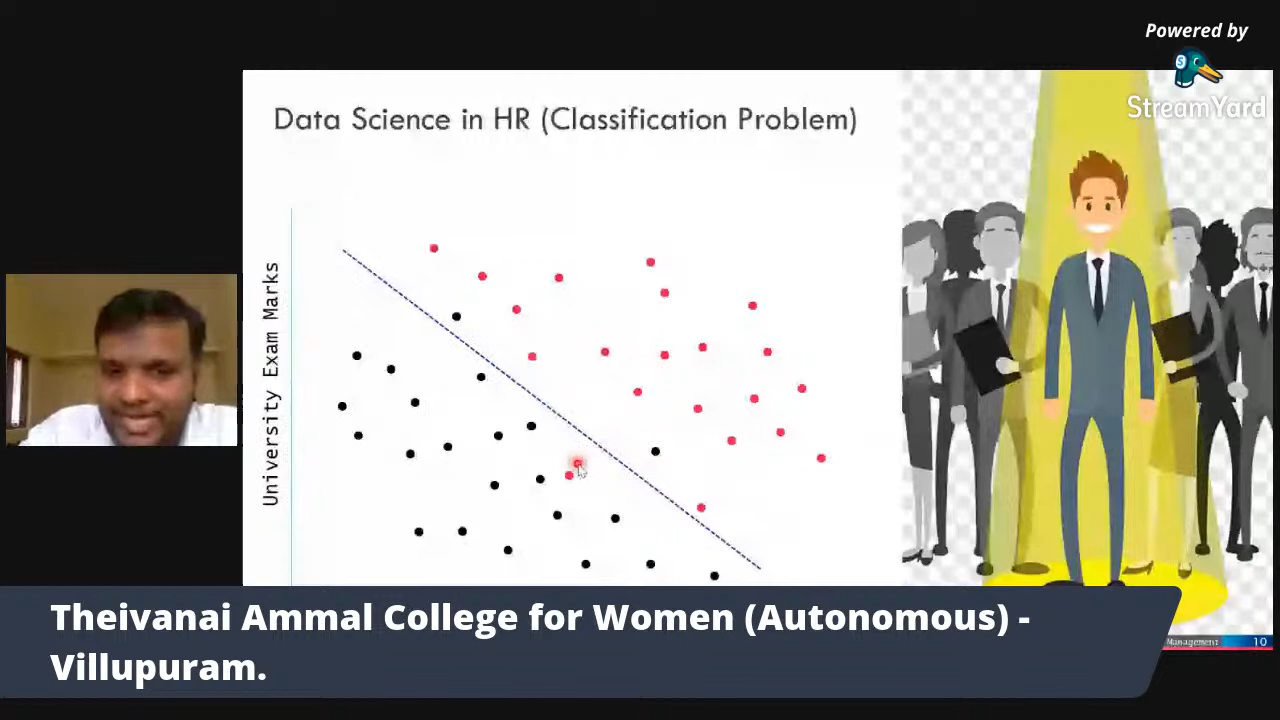 Powered by
StreamYard
Data Science in HR (Classification Problem)
University Exam Marks
Management 10
Theivanai Ammal College for Women (Autonomous) -
Villupuram.